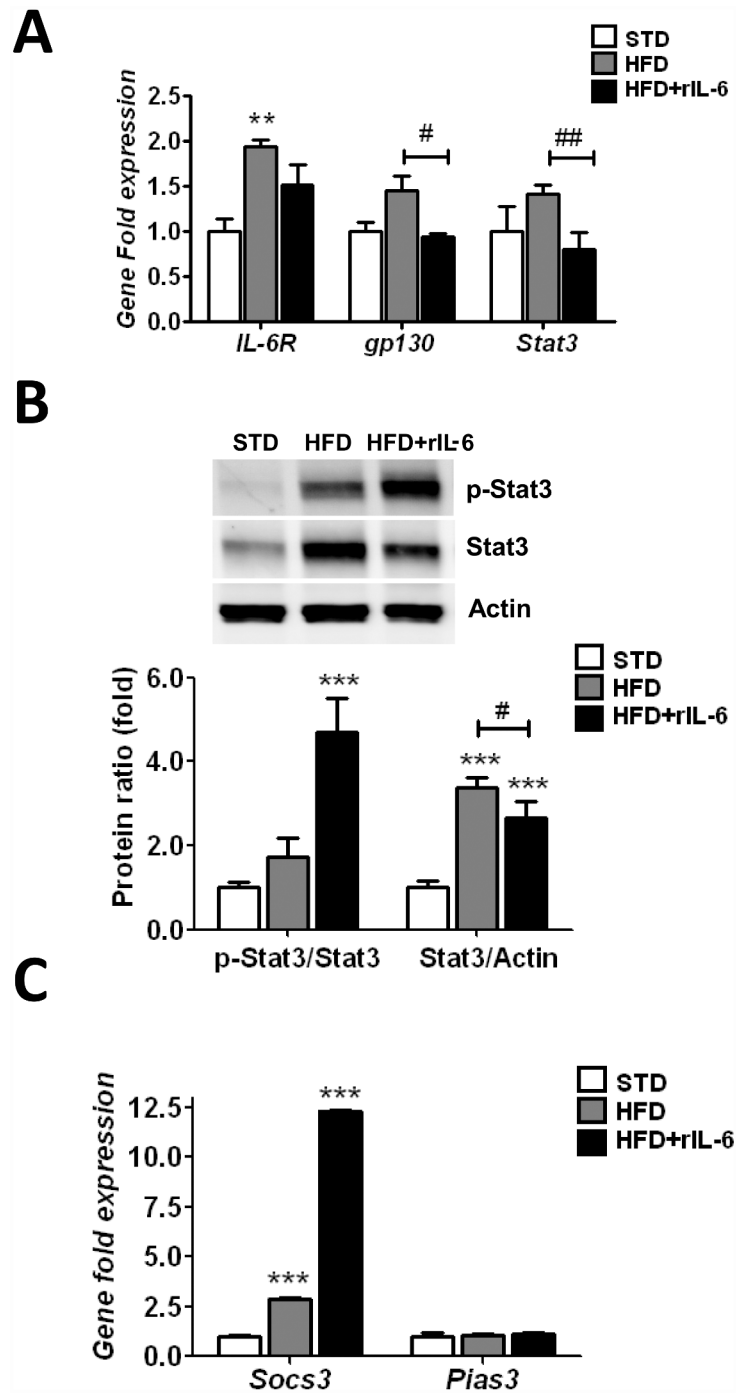 A
STD
HFD
HFD+rIL-6
Gene Fold expression
2.5
2.0
1.5
1.0
0.5
0.0
**
#
##
IL-6R gp130 Stat3
B
STD HFD HFD+rIL-6
p-Stat3
Stat3
Actin
STD
HFD
HFD+rIL-6
Protein ratio (fold)
6.0
4.0
2.0
0.0
***
#
***
***
p-Stat3/Stat3 Stat3/Actin
C
STD
HFD
HFD+rIL-6
Gene fold expression
12.5
10.0
7.5
5.0
2.5
0.0
***
***
Socs3 Pias3